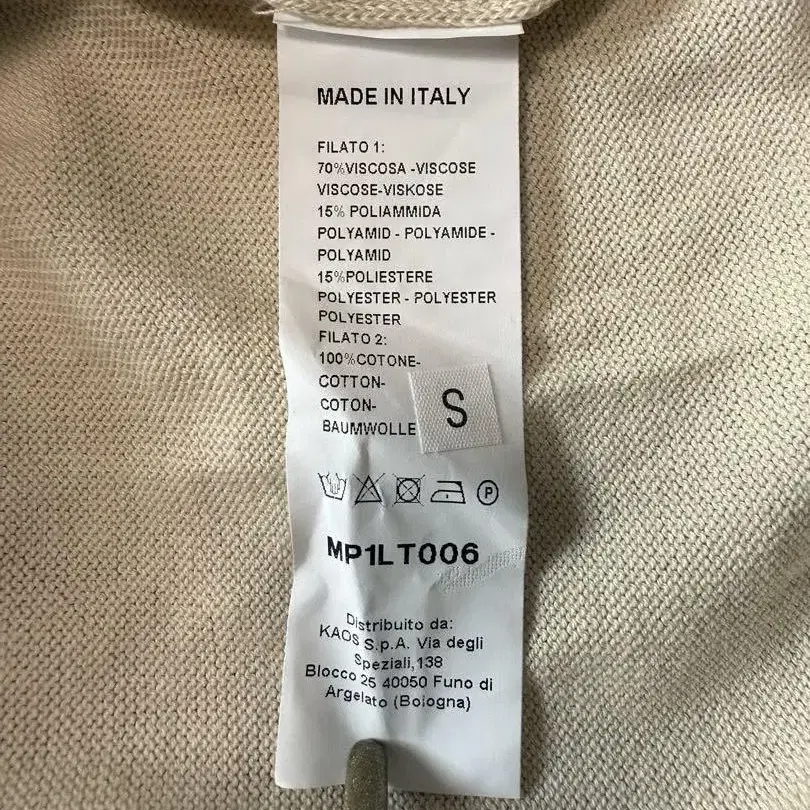 MADE IN ITALY
FILATO 1:
70%VISCOSA -VISCOSE
VISCOSE-VISKOSE
15% POLIAMMIDA
POLYAMID - POLYAMIDE -
POLYAMID
15%POLIESTERE
POLYESTER - POLYESTER
POLYESTER
FILATO 2:
100%COTONE-
COTTON-
COTON-
BAUMWOLLE
S
P
MP1LT006
Distribuito da:
KAOS S.p.A. Via degli
Speziali,138
Blocco 25 40050 Funo di
Argelato (Bologna)